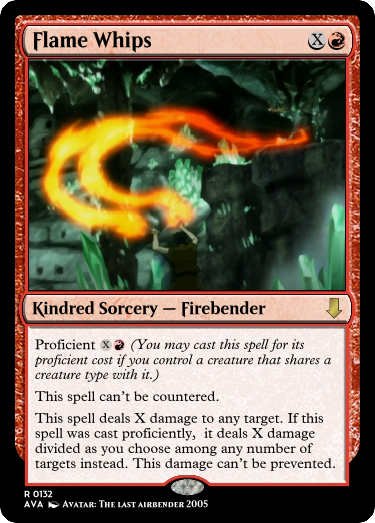 Flame Whips X R
Kindred Sorcery — Firebender
Proficient X R (You may cast this spell for its
proficient cost if you control a creature that shares a
creature type with it.)
This spell can't be countered.
This spell deals X damage to any target. If this
spell was cast proficiently, it deals X damage
divided as you choose among any number of
targets instead. This damage can't be prevented.
R 0132
AVA Avatar: The last airbender 2005